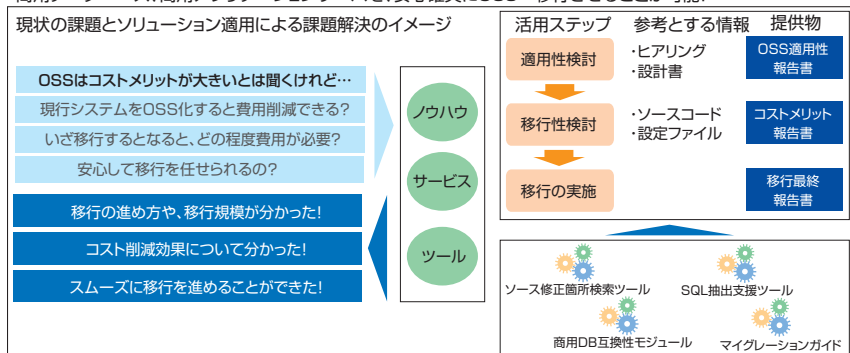 現状の課題とソリューション適用による課題解決のイメージ
OSSはコストメリットが大きいとは聞くけれど…
現行システムをOSS化すると費用削減できる?
いざ移行するとなると、どの程度費用が必要?
安心して移行を任せられるの?
移行の進め方や、移行規模が分かった!
コスト削減効果について分かった!
スムーズに移行を進めることができた!
ノウハウ
サービス
ツール
活用ステップ 参考とする情報 提供物
適用性検討
・ヒアリング
・設計書
OSS適用性
報告書
移行性検討
・ソースコード
・設定ファイル
コストメリット
報告書
移行の実施
移行最終
報告書
ソース修正箇所検索ツール
SQL抽出支援ツール
商用DB互換性モジュール
マイグレーションガイド